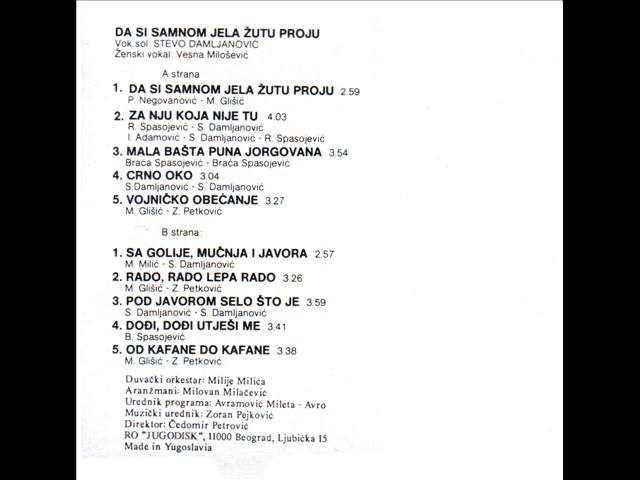 DA SI SAMNOM JELA ŽUTU PROJU
Vok.sol: STEVO DAMLJANOVIĆ
Ženski vokal: Vesna Milošević
A strana
1. DA SI SAMNOM JELA ŽUTU PROJU 2.59
P. Negovanović - M. Glišić
2. ZA NJU KOJA NIJE TU 4.03
R. Spasojević - S. Damljanović
I. Adamović - S. Damljanović - R. Spasojević
3. MALA BAŠTA PUNA JORGOVANA 3.54
Braća Spasojević - Braća Spasojević
4. CRNO OKO 3.04
S.Damljanović - S. Damljanović
5. VOJNIČKO OBEĆANJE 3.27
M. Glišić - Z. Petković
B strana:
1. SA GOLIJE, MUČNJA I JAVORA 2.57
M. Milić - S. Damljanović
2. RADO, RADO LEPA RADO 3.26
M. Glišić - Z. Petković
3. POD JAVOROM SELO ŠTO JE 3.59
S. Damljanović - S. Damljanović
4. DOĐI, DOĐI UTJEŠI ME 3.41
B. Spasojević
5. OD KAFANE DO KAFANE 3.38
M. Glišić - Z. Petković
Duvački orkestar: Milije Milića
Aranžmani: Milovan Milačević
Urednik programa: Avramović Mileta - Avro
Muzički urednik: Zoran Pejković
Direktor: Čedomir Petrović
RO "JUGODISK", 11000 Beograd, Ljubićka 15
Made in Yugoslavia